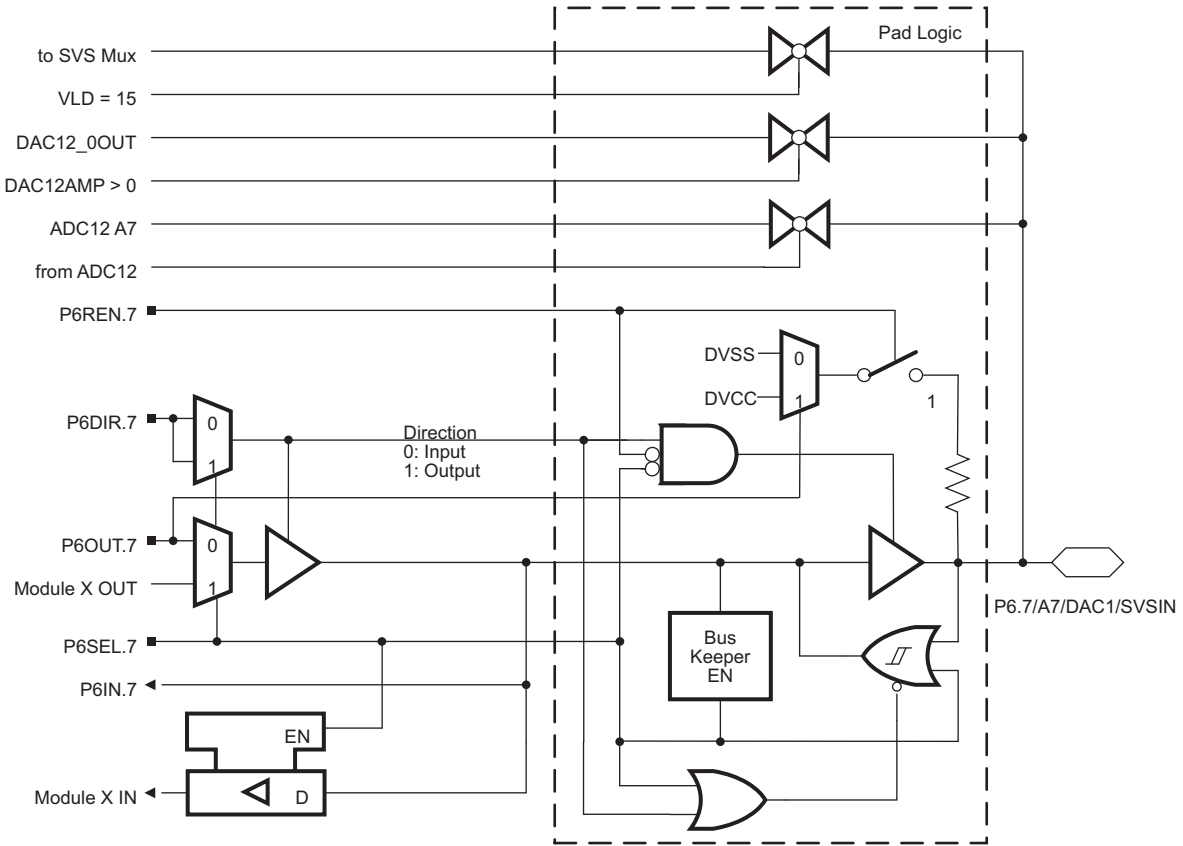 Pad Logic
to SVS Mux
VLD = 15
DAC12_0OUT
DAC12AMP > 0
ADC12 A7
from ADC12
P6REN.7
DVSS
0
DVCC
1
1
P6DIR.7
0
1
Direction
0: Input
1: Output
P6OUT.7
0
Module X OUT
1
P6.7/A7/DAC1/SVSIN
P6SEL.7
Bus
Keeper
EN
P6IN.7
EN
Module X IN
D